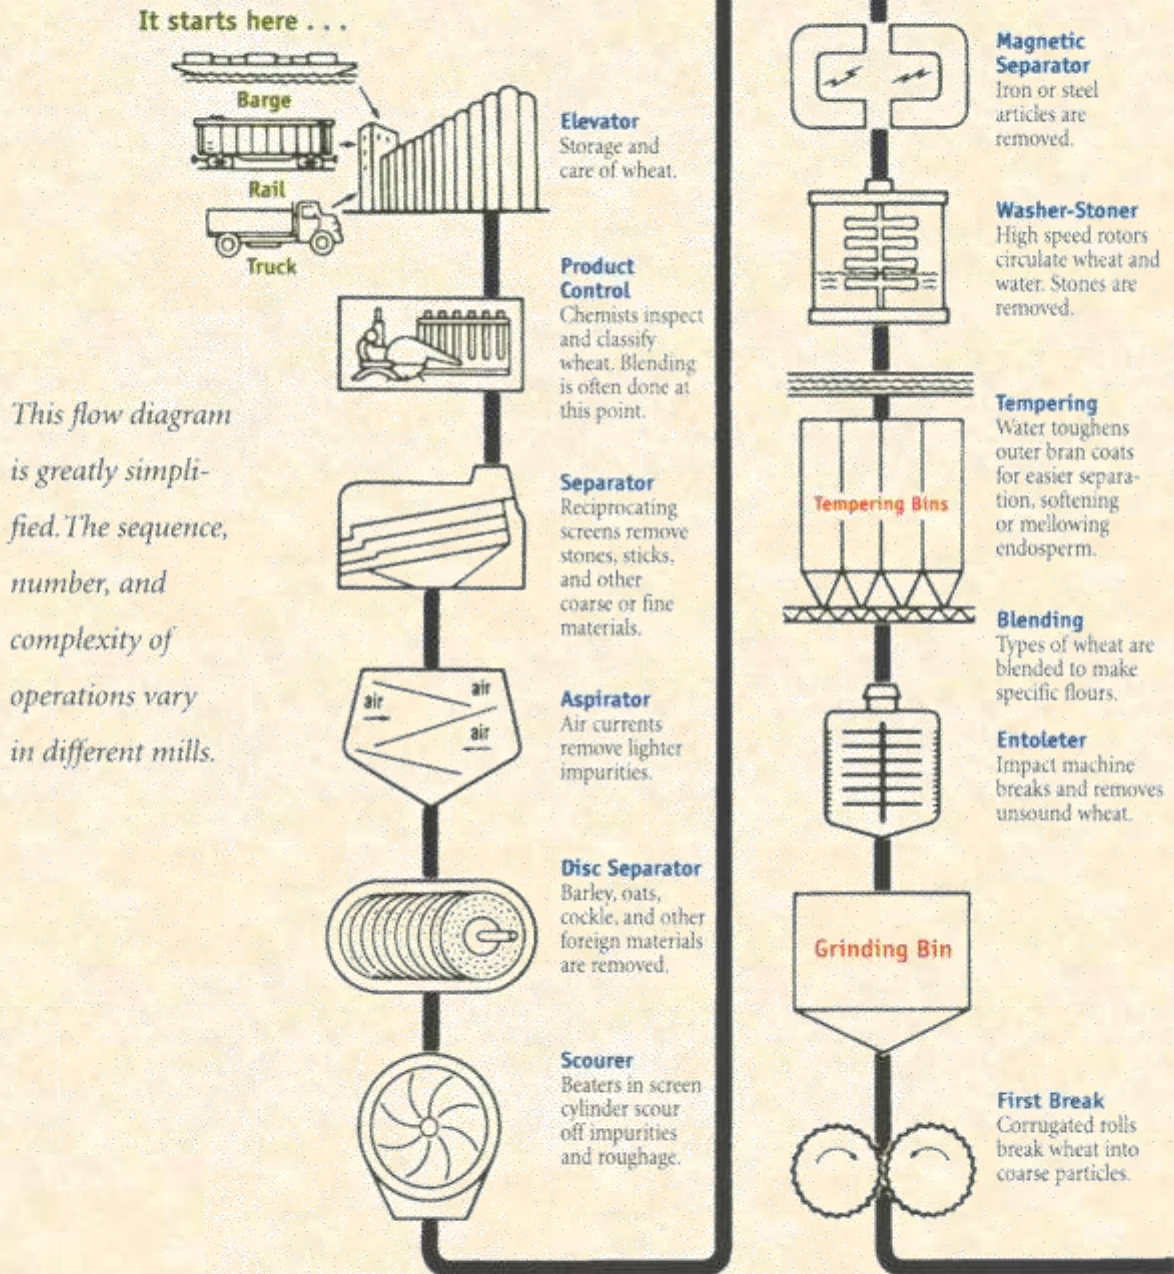 It starts here . . .
Barge
Rail
Truck
Elevator
Storage and
care of wheat.
Product
Control
Chemists inspect
and classify
wheat. Blending
is often done at
this point.
This flow diagram
is greatly simpli-
fied. The sequence,
number, and
complexity of
operations vary
in different mills.
Separator
Reciprocating
screens remove
stones, sticks,
and other
coarse or fine
materials.
air
air
air
Aspirator
Air currents
remove lighter
impurities.
Disc Separator
Barley, oats,
cockle, and other
foreign materials
are removed.
Scourer
Beaters in screen
cylinder scour
off impurities
and roughage.
Magnetic
Separator
Iron or steel
articles are
removed.
Washer-Stoner
High speed rotors
circulate wheat and
water. Stones are
removed.
Tempering
Water toughens
outer bran coats
for easier separa-
tion, softening
or mellowing
endosperm.
Tempering Bins
Blending
Types of wheat are
blended to make
specific flours.
Entoleter
Impact machine
breaks and removes
unsound wheat.
Grinding Bin
First Break
Corrugated rolls
break wheat into
coarse particles.